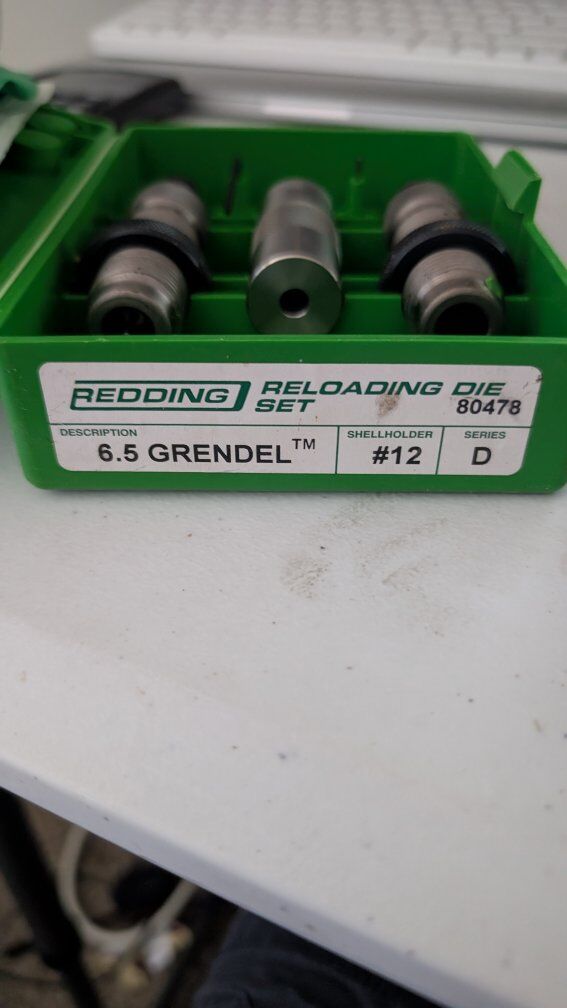 REDDING RELOADING DIE
SET 80478
DESCRIPTION SHELLHOLDER SERIES
6.5 GRENDEL™ #12 D